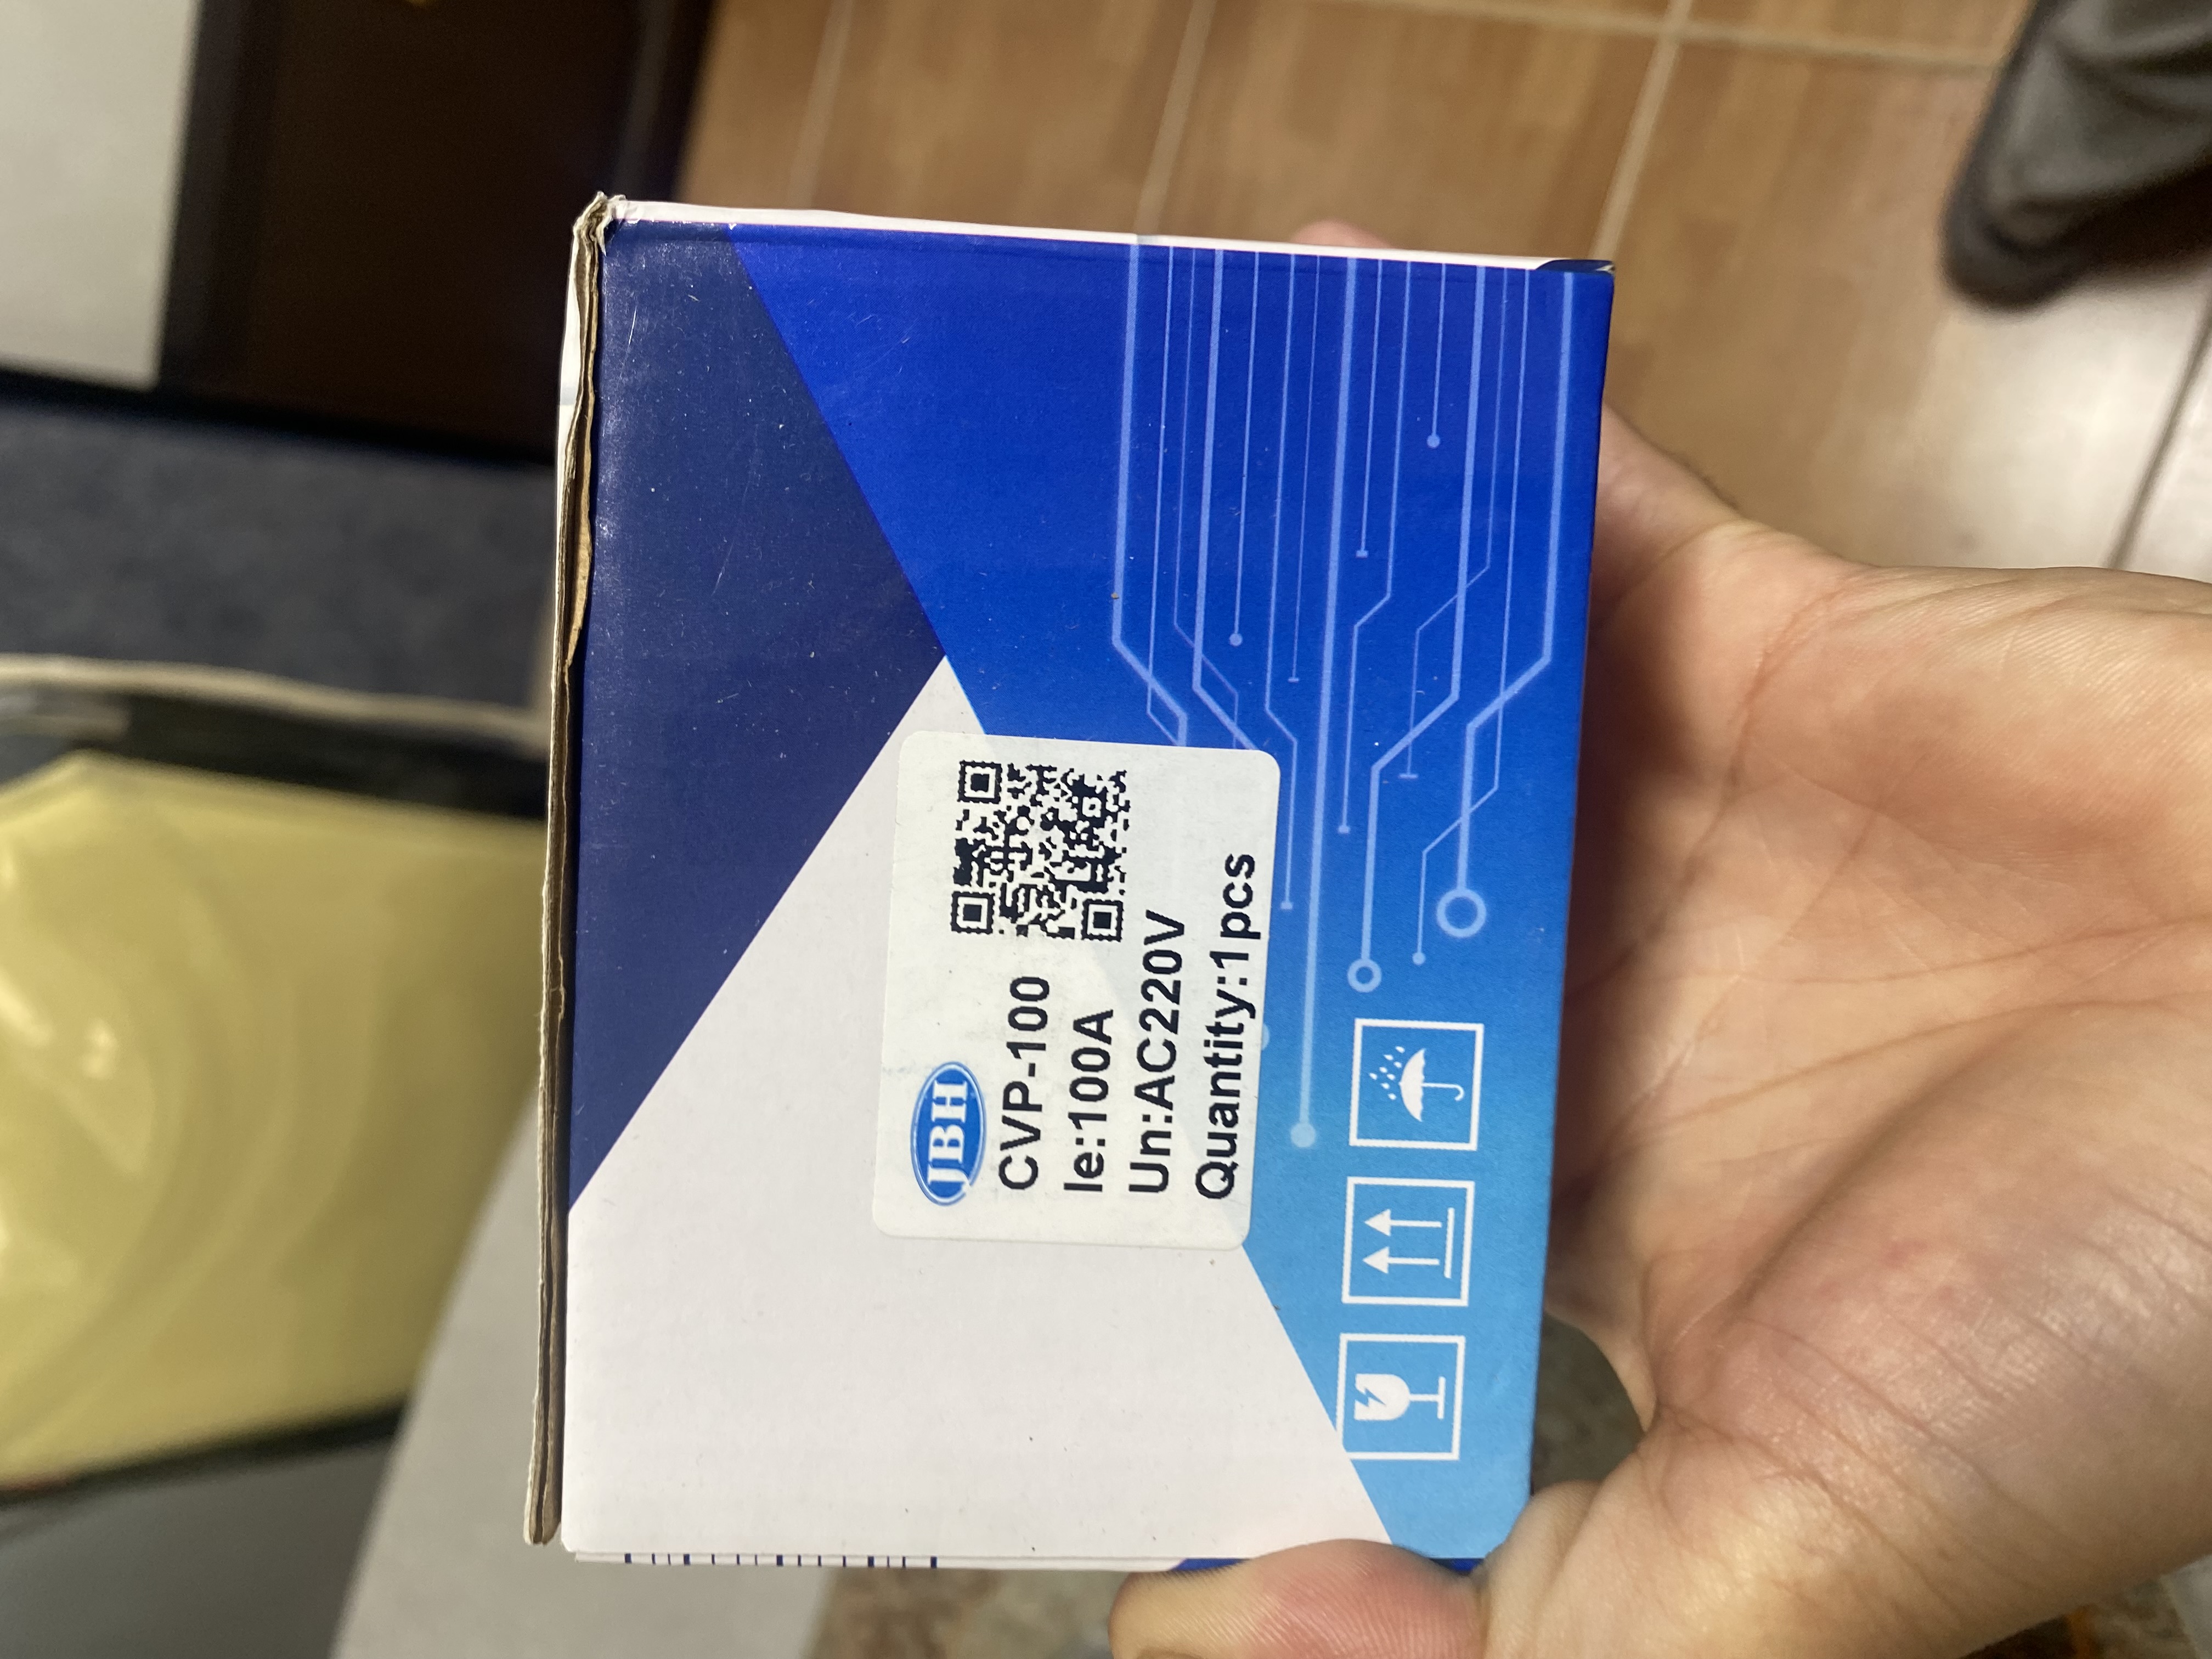 JBH
CVP-100
Ie:100A
Un:AC220V
Quantity:1pcs